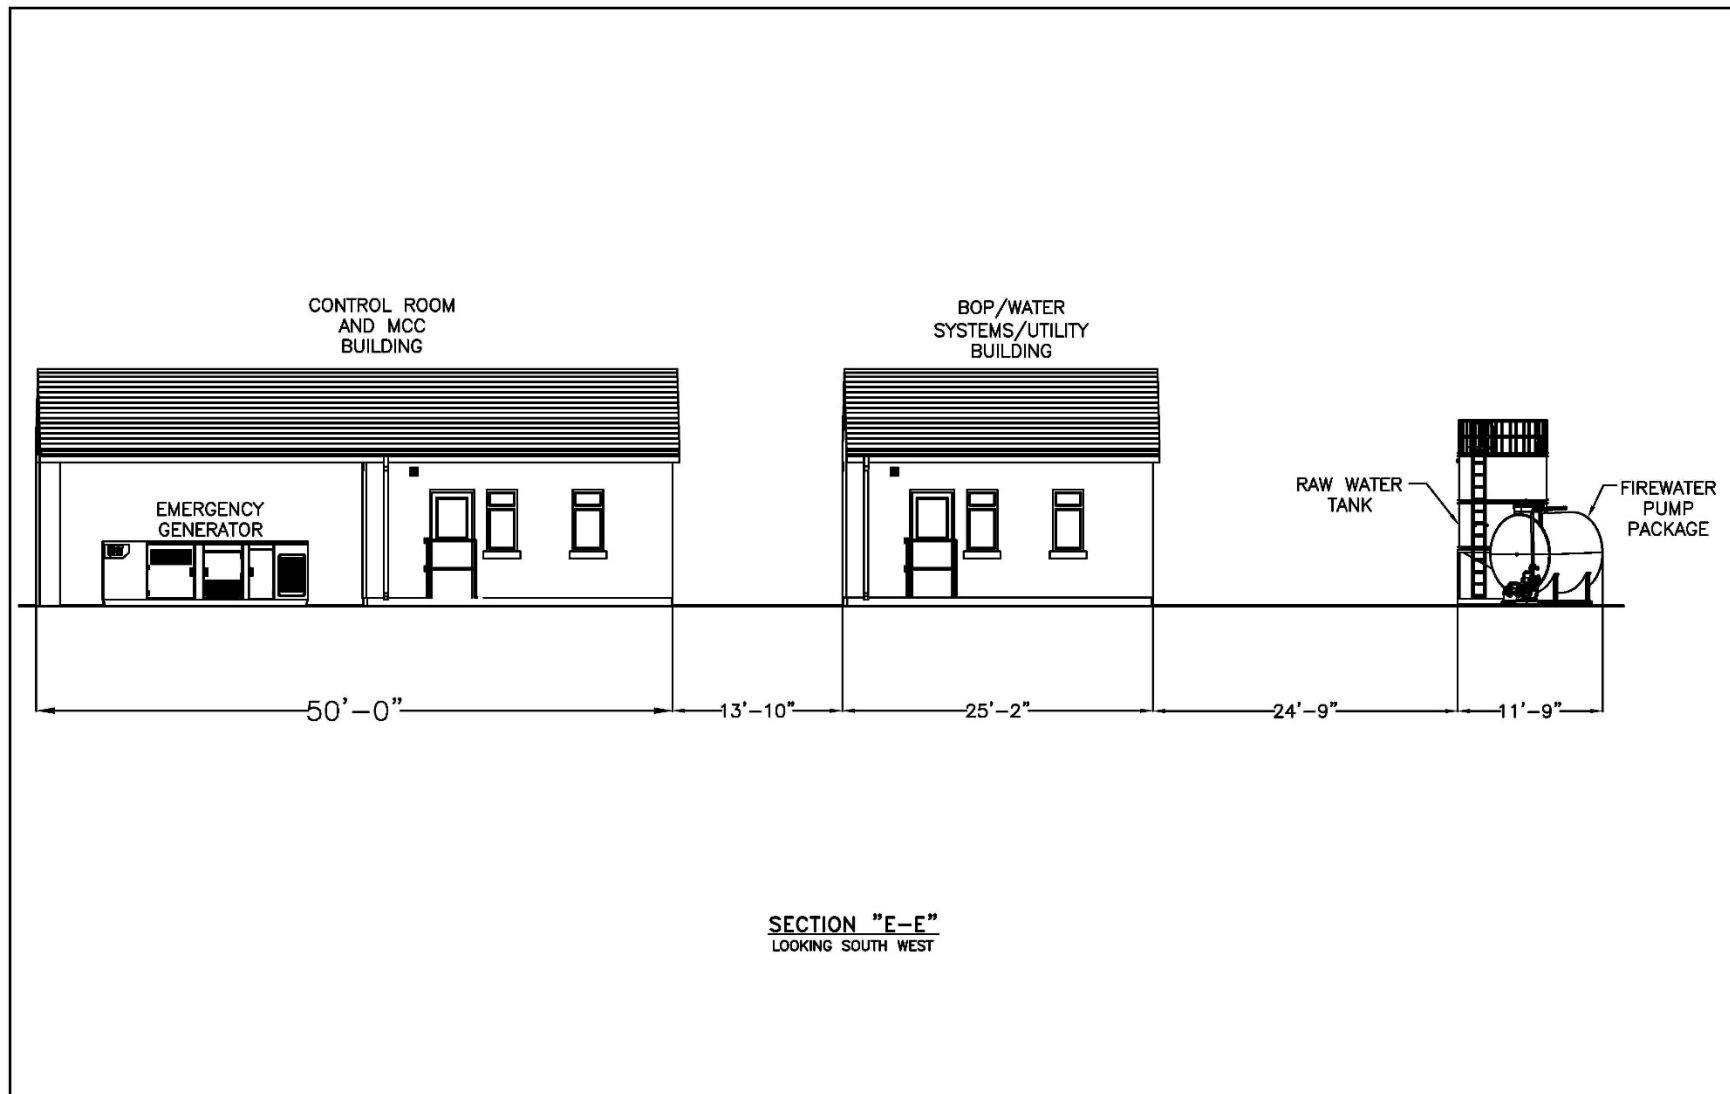 CONTROL ROOM
AND MCC
BUILDING
BOP/WATER
SYSTEMS/UTILITY
BUILDING
EMERGENCY
GENERATOR
RAW WATER
TANK
FIREWATER
PUMP
PACKAGE
50'-0"
13'-10"
25'-2"
24'-9"
11'-9"
SECTION "E-E"
LOOKING SOUTH WEST